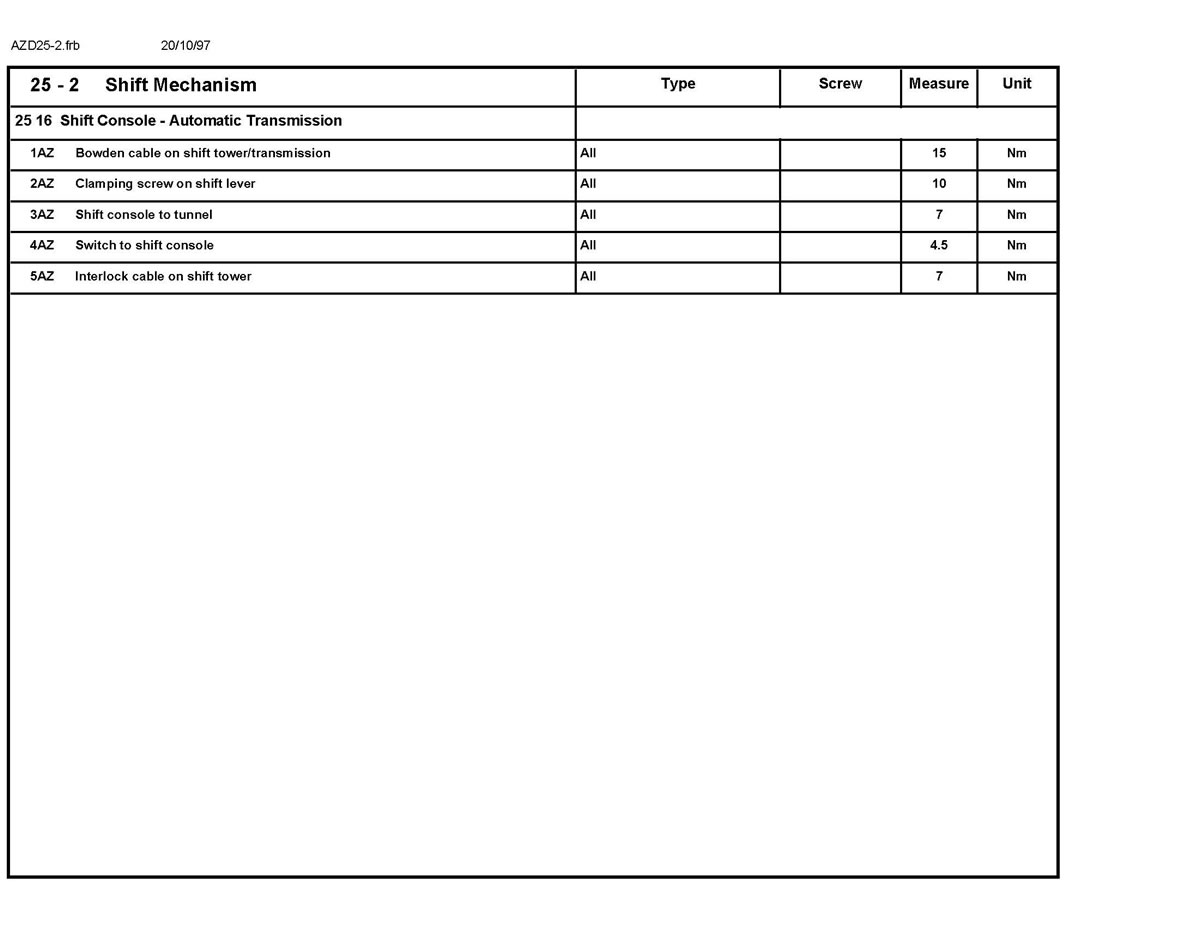 AZD25-2.frb 20/10/97
25 - 2 Shift Mechanism Type Screw Measure Unit
25 16 Shift Console - Automatic Transmission
1AZ Bowden cable on shift tower/transmission All 15 Nm
2AZ Clamping screw on shift lever All 10 Nm
3AZ Shift console to tunnel All 7 Nm
4AZ Switch to shift console All 4.5 Nm
5AZ Interlock cable on shift tower All 7 Nm